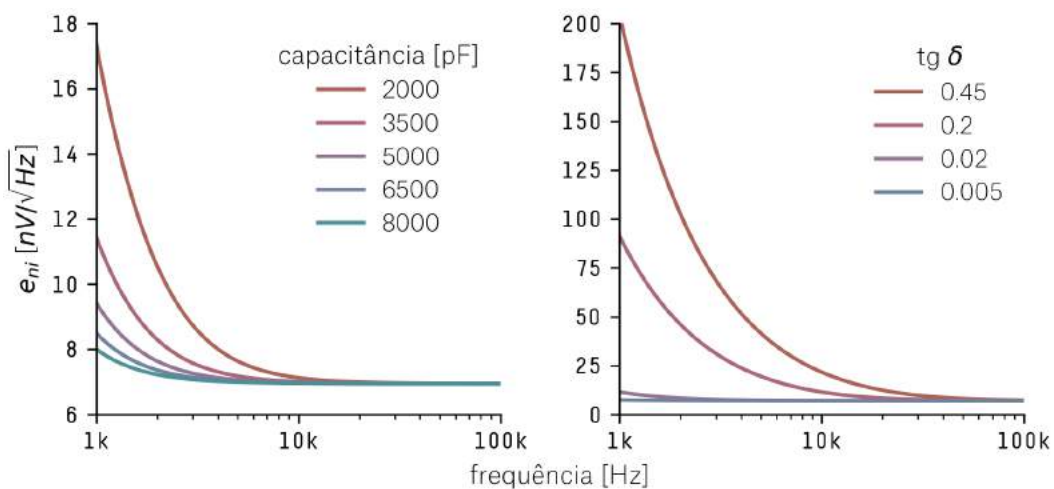 18
16
14
12
10
8
6
1k
10k
100k
e_ni [nV/√Hz]
capacitância [pF]
2000
3500
5000
6500
8000
200
175
150
125
100
75
50
25
0
1k
10k
100k
tg δ
0.45
0.2
0.02
0.005
frequência [Hz]